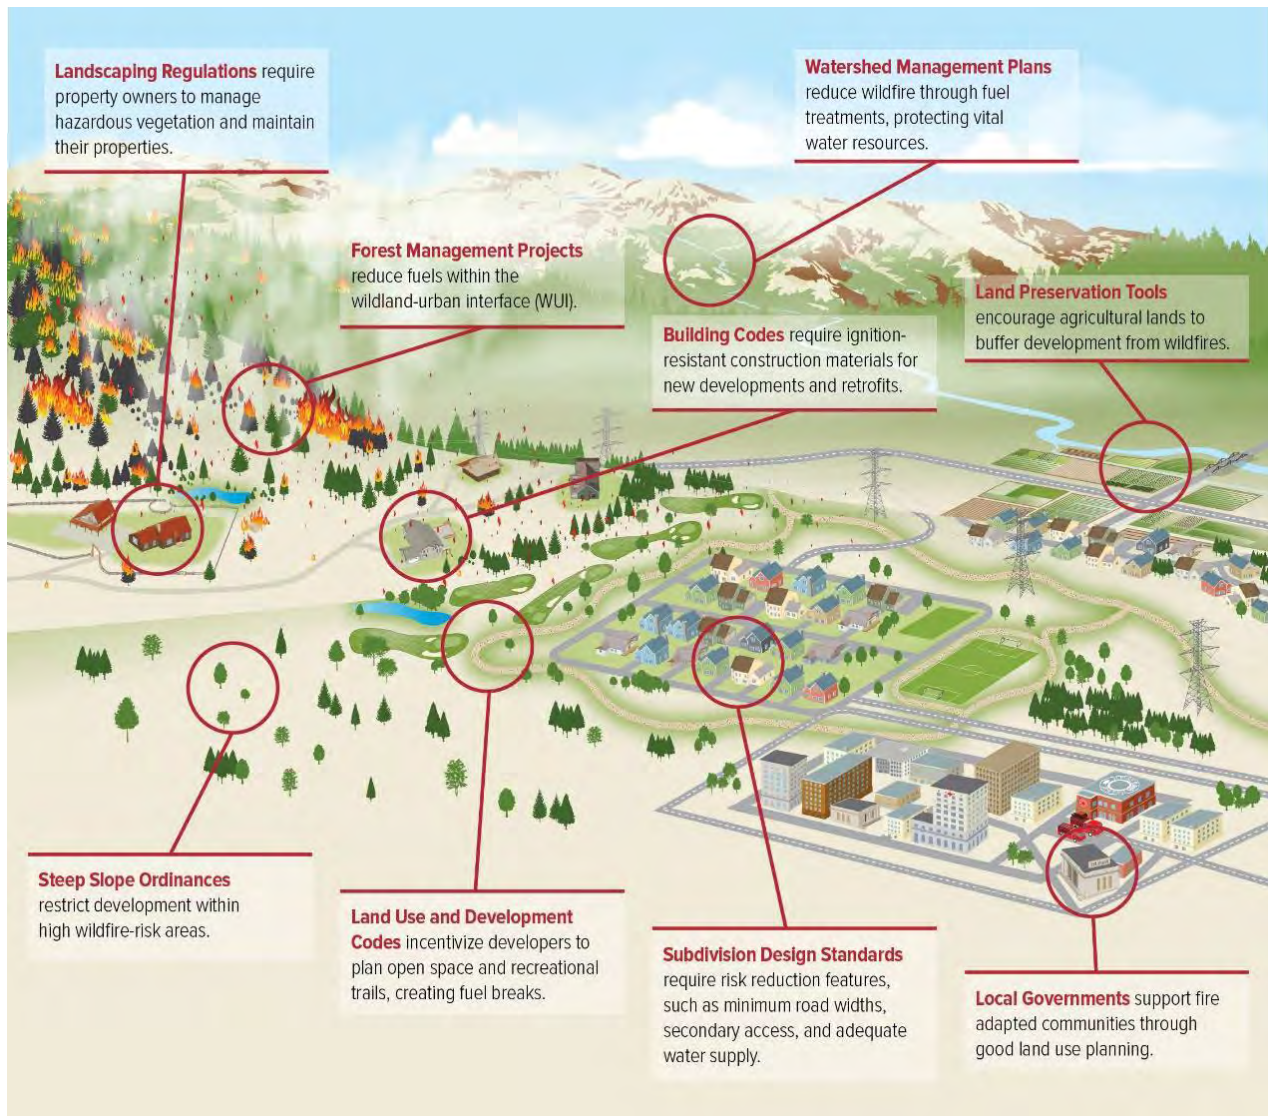 Landscaping Regulations require
property owners to manage
hazardous vegetation and maintain
their properties.
Watershed Management Plans
reduce wildfire through fuel
treatments, protecting vital
water resources.
Forest Management Projects
reduce fuels within the
wildland-urban interface (WUI).
Building Codes require ignition-
resistant construction materials for
new developments and retrofits.
Land Preservation Tools
encourage agricultural lands to
buffer development from wildfires.
Steep Slope Ordinances
restrict development within
high wildfire-risk areas.
Land Use and Development
Codes incentivize developers to
plan open space and recreational
trails, creating fuel breaks.
Subdivision Design Standards
require risk reduction features,
such as minimum road widths,
secondary access, and adequate
water supply.
Local Governments support fire
adapted communities through
good land use planning.